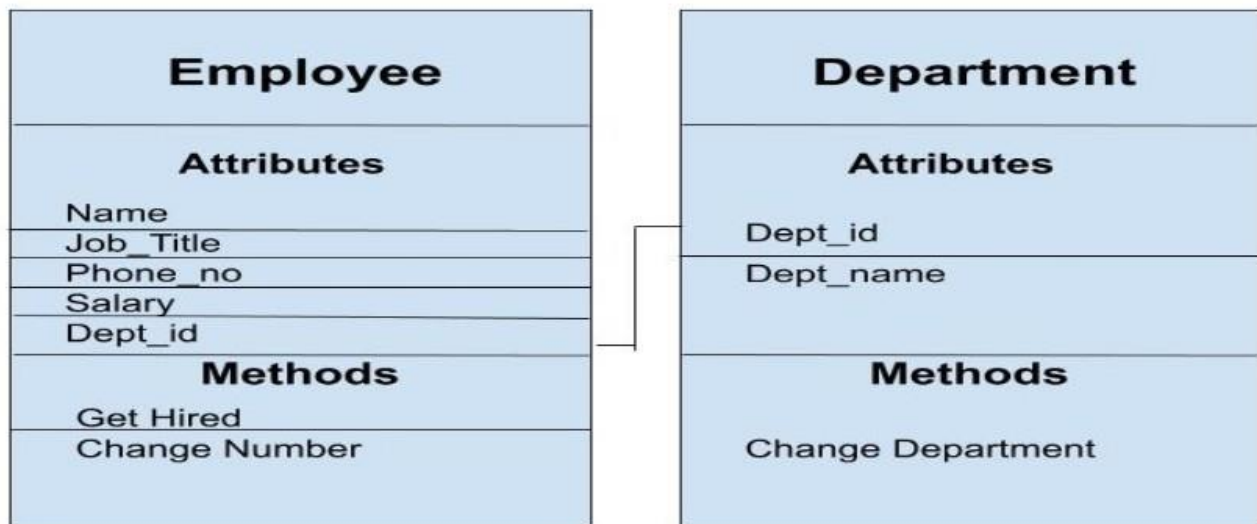 Employee
Attributes
Name
Job_Title
Phone_no
Salary
Dept_id
Methods
Get Hired
Change Number
Department
Attributes
Dept_id
Dept_name
Methods
Change Department